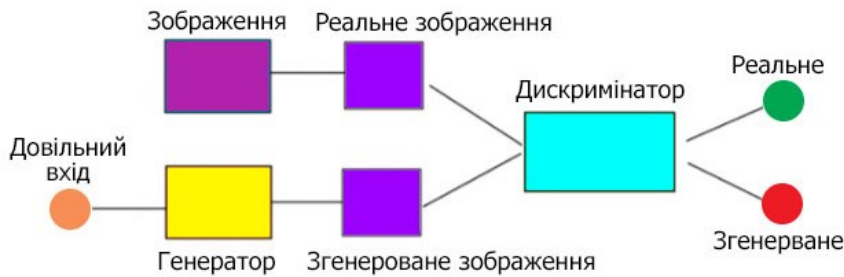 Зображення
Реальне зображення
Реальне
Дискримінатор
Довільний
вхід
Генератор
Згенероване зображення
Згенерване